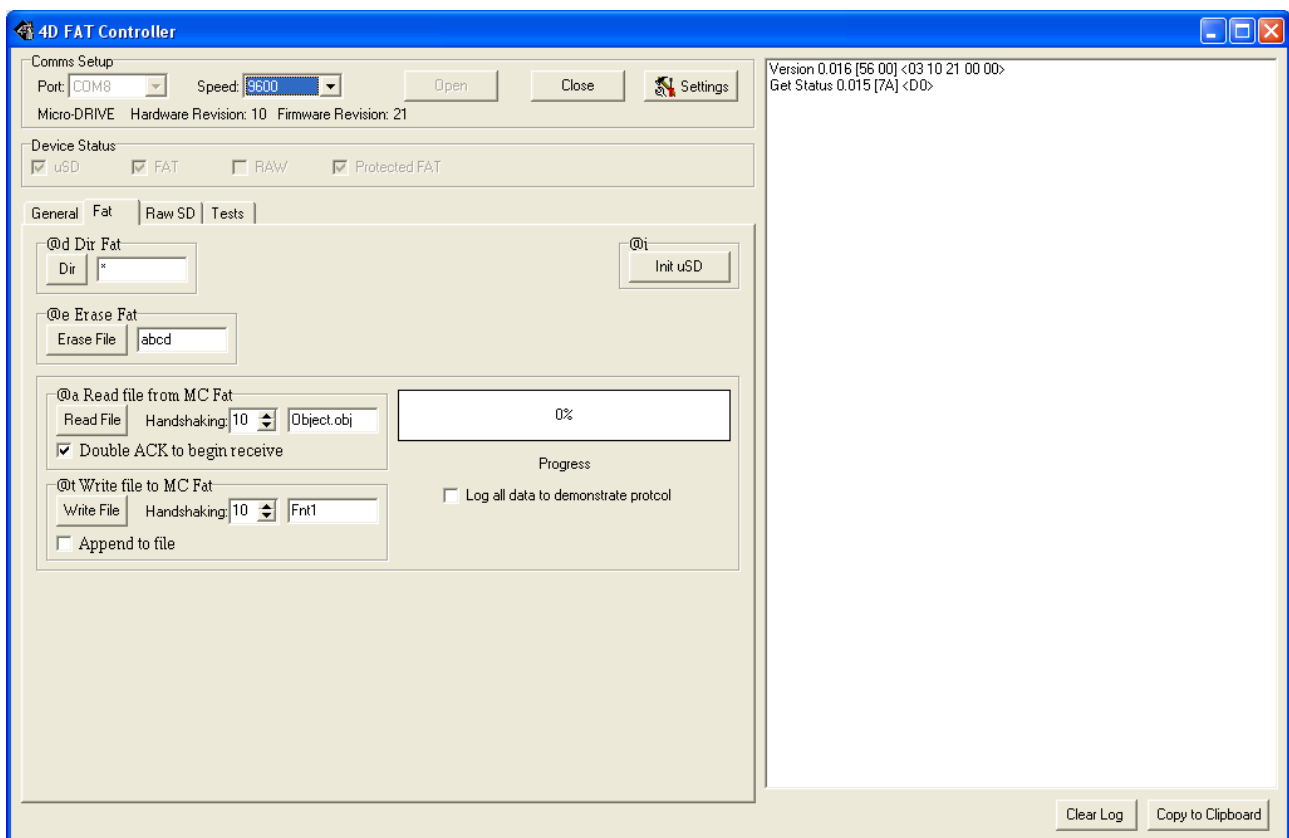 4D FAT Controller
Comms Setup
Port: COM8 Speed: 9600 Open Close Settings
Micro-DRIVE Hardware Revision: 10 Firmware Revision: 21
Device Status
uSD FAT RAW Protected FAT
General Fat Raw SD Tests
@d Dir Fat
Dir *
@i
Init uSD
@e Erase Fat
Erase File abcd
@a Read file from MC Fat
Read File Handshaking: 10 Object.obj
Double ACK to begin receive
@t Write file to MC Fat
Write File Handshaking: 10 Fnt1
Append to file
0%
Progress
Log all data to demonstrate protcol
Version 0.016 [56 00] <03 10 21 00 00>
Get Status 0.015 [7A] <D0>
Clear Log Copy to Clipboard